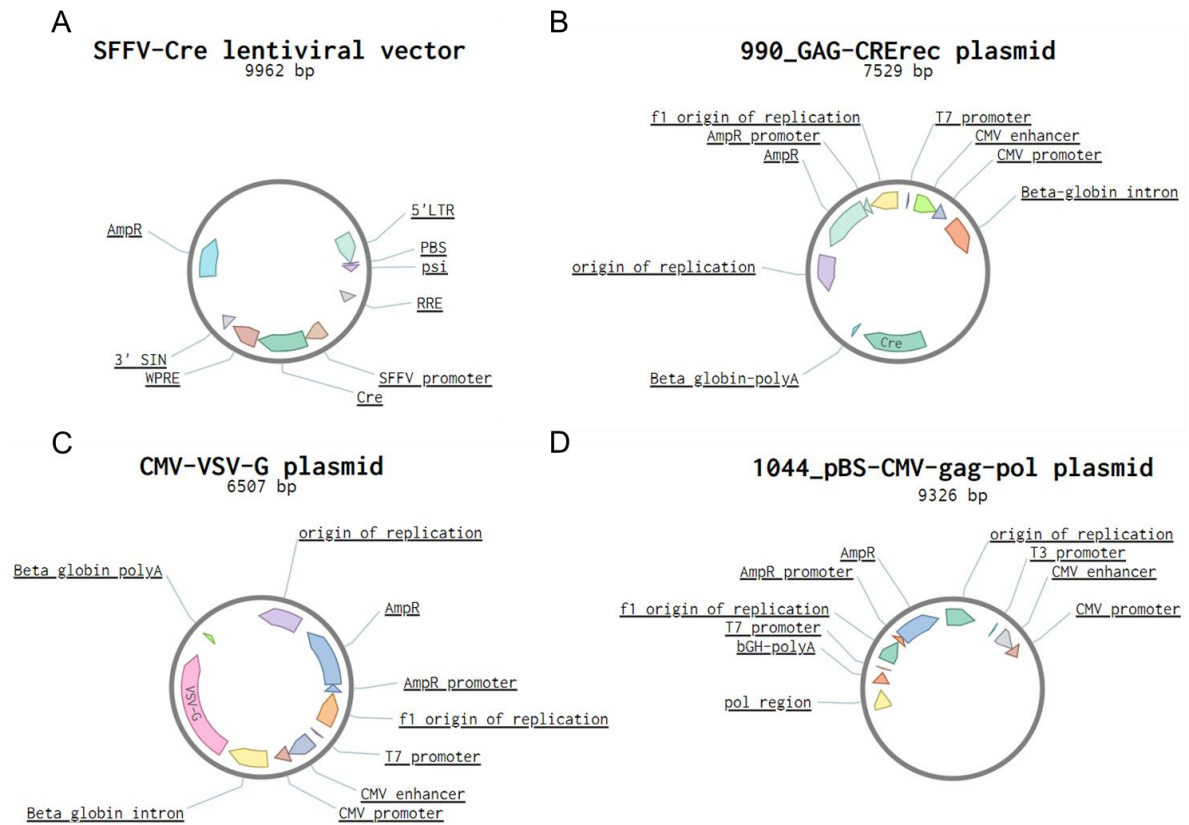 A
SFFV-Cre lentiviral vector
9962 bp
AmpR
5'LTR
PBS
psi
RRE
3' SIN
WPRE
SFFV promoter
Cre
B
990_GAG-CRErec plasmid
7529 bp
f1 origin of replication
AmpR promoter
AmpR
T7 promoter
CMV enhancer
CMV promoter
Beta-globin intron
origin of replication
Cre
Beta globin-polyA
C
CMV-VSV-G plasmid
6507 bp
origin of replication
Beta globin polyA
AmpR
VSV-G
AmpR promoter
f1 origin of replication
T7 promoter
CMV enhancer
Beta globin intron
CMV promoter
D
1044_pBS-CMV-gag-pol plasmid
9326 bp
origin of replication
AmpR
T3 promoter
AmpR promoter
CMV enhancer
f1 origin of replication
CMV promoter
T7 promoter
bGH-polyA
pol region